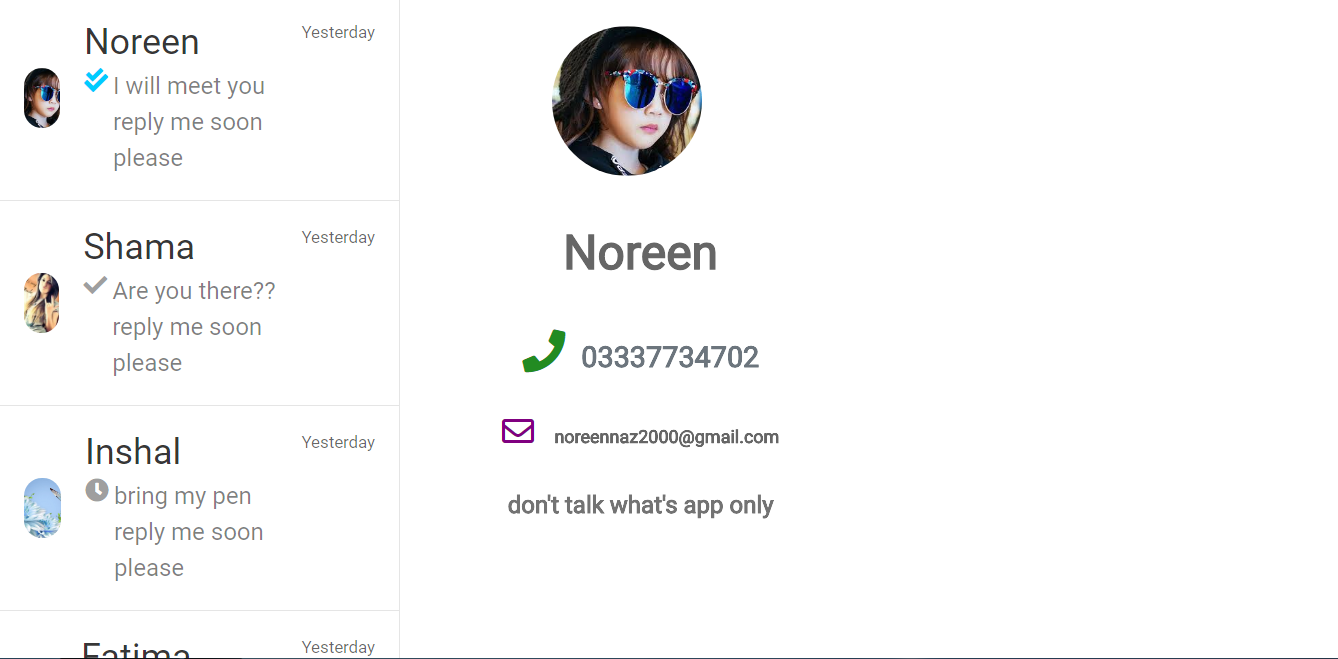 Noreen
Yesterday
I will meet you
reply me soon
please
Shama
Yesterday
Are you there??
reply me soon
please
Inshal
Yesterday
bring my pen
reply me soon
please
Fatima
Yesterday
Noreen
03337734702
noreennaz2000@gmail.com
don't talk what's app only